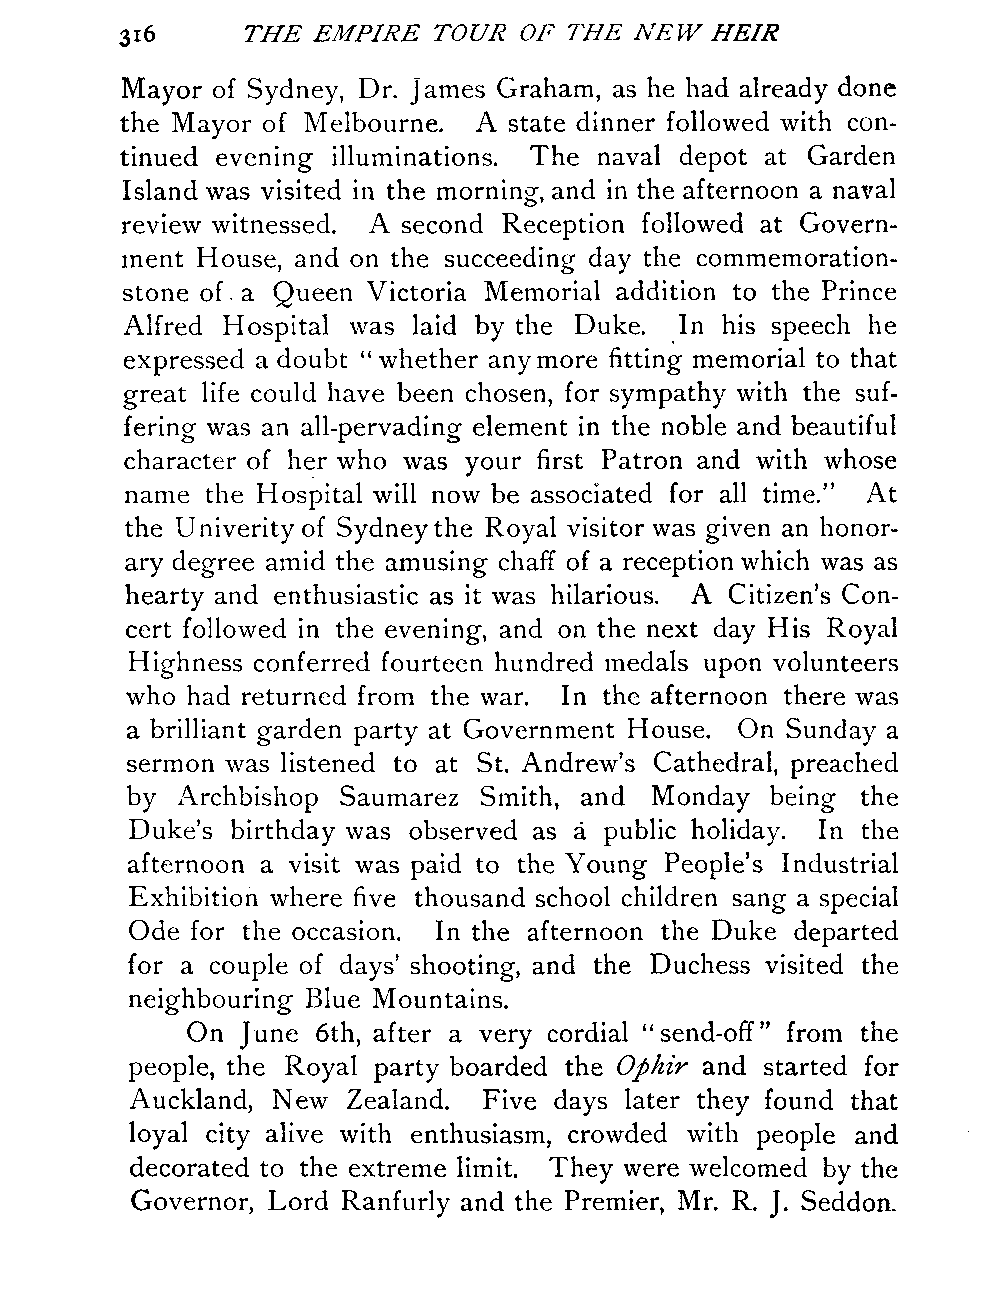 316 THE EMPIRE TOUR OF THE NEW HEIR
Mayor of Sydney, Dr. James Graham, as he had already done
the Mayor of Melbourne. A state dinner followed with con-
tinued evening illuminations. The naval depot at Garden
Island was visited in the morning, and in the afternoon a naval
review witnessed. A second Reception followed at Govern-
ment House, and on the succeeding day the commemoration-
stone of a Queen Victoria Memorial addition to the Prince
Alfred Hospital was laid by the Duke. In his speech he
expressed a doubt "whether any more fitting memorial to that
great life could have been chosen, for sympathy with the suf-
fering was an all-pervading element in the noble and beautiful
character of her who was your first Patron and with whose
name the Hospital will now be associated for all time." At
the Univerity of Sydney the Royal visitor was given an honor-
ary degree amid the amusing chaff of a reception which was as
hearty and enthusiastic as it was hilarious. A Citizen's Con-
cert followed in the evening, and on the next day His Royal
Highness conferred fourteen hundred medals upon volunteers
who had returned from the war. In the afternoon there was
a brilliant garden party at Government House. On Sunday a
sermon was listened to at St. Andrew's Cathedral, preached
by Archbishop Saumarez Smith, and Monday being the
Duke's birthday was observed as a public holiday. In the
afternoon a visit was paid to the Young People's Industrial
Exhibition where five thousand school children sang a special
Ode for the occasion. In the afternoon the Duke departed
for a couple of days' shooting, and the Duchess visited the
neighbouring Blue Mountains.
On June 6th, after a very cordial "send-off" from the
people, the Royal party boarded the Ophir and started for
Auckland, New Zealand. Five days later they found that
loyal city alive with enthusiasm, crowded with people and
decorated to the extreme limit. They were welcomed by the
Governor, Lord Ranfurly and the Premier, Mr. R. J. Seddon.